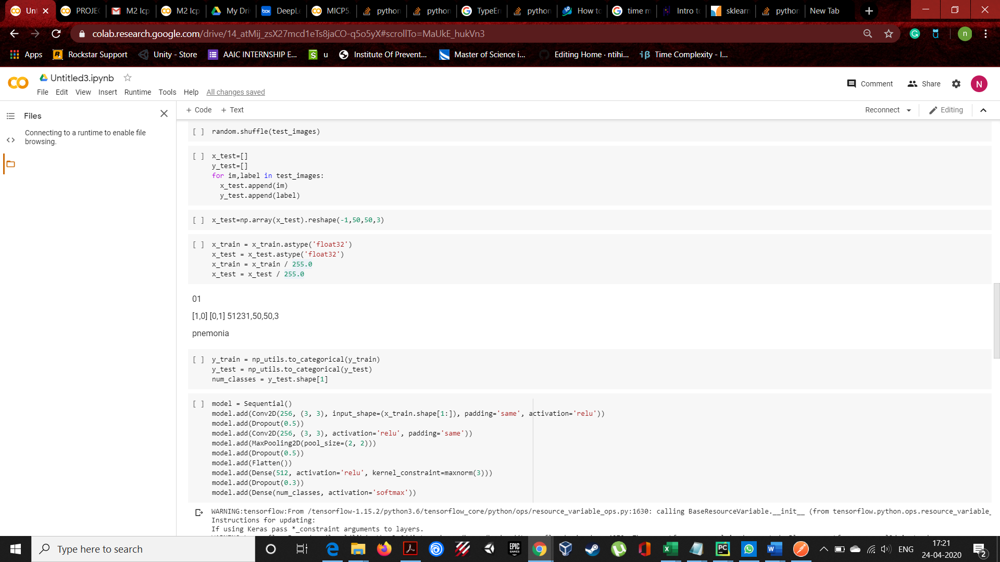 Unt
PROJEC
M2 Icp
M2 Icp
My Dri
box DeepLe
MICP5
python
python
TypeEr
python
How to
time m
Intro to
sklearn
python
New Tab
colab.research.google.com/drive/14_atMij_zsX27mcd1eTs8jaCO-q5o5yX#scrollTo=MaUkE_hukVn3
n
Apps
Rockstar Support
Unity - Store
AAIC INTERNSHIP E...
u
Institute Of Prevent...
Master of Science i...
Editing Home · ntihi...
Time Complexity - I...
Untitled3.ipynb
Comment
Share
N
File Edit View Insert Runtime Tools Help All changes saved
Files
Connecting to a runtime to enable file
browsing.
+ Code + Text
Reconnect
Editing
[ ] random.shuffle(test_images)
[ ] x_test=[]
y_test=[]
for im,label in test_images:
x_test.append(im)
y_test.append(label)
[ ] x_test=np.array(x_test).reshape(-1,50,50,3)
[ ] x_train = x_train.astype('float32')
x_test = x_test.astype('float32')
x_train = x_train / 255.0
x_test = x_test / 255.0
01
[1,0] [0,1] 51231,50,50,3
pnemonia
[ ] y_train = np_utils.to_categorical(y_train)
y_test = np_utils.to_categorical(y_test)
num_classes = y_test.shape[1]
[ ] model = Sequential()
model.add(Conv2D(256, (3, 3), input_shape=(x_train.shape[1:]), padding='same', activation='relu'))
model.add(Dropout(0.5))
model.add(Conv2D(256, (3, 3), activation='relu', padding='same'))
model.add(MaxPooling2D(pool_size=(2, 2)))
model.add(Dropout(0.5))
model.add(Flatten())
model.add(Dense(512, activation='relu', kernel_constraint=maxnorm(3)))
model.add(Dropout(0.3))
model.add(Dense(num_classes, activation='softmax'))
WARNING:tensorflow:From /tensorflow-1.15.2/python3.6/tensorflow_core/python/ops/resource_variable_ops.py:1630: calling BaseResourceVariable.__init__ (from tensorflow.python.ops.resource_variable_
Instructions for updating:
If using Keras pass *_constraint arguments to layers.
Type here to search
EPIC GAMES
PC
ENG
17:21
24-04-2020
2